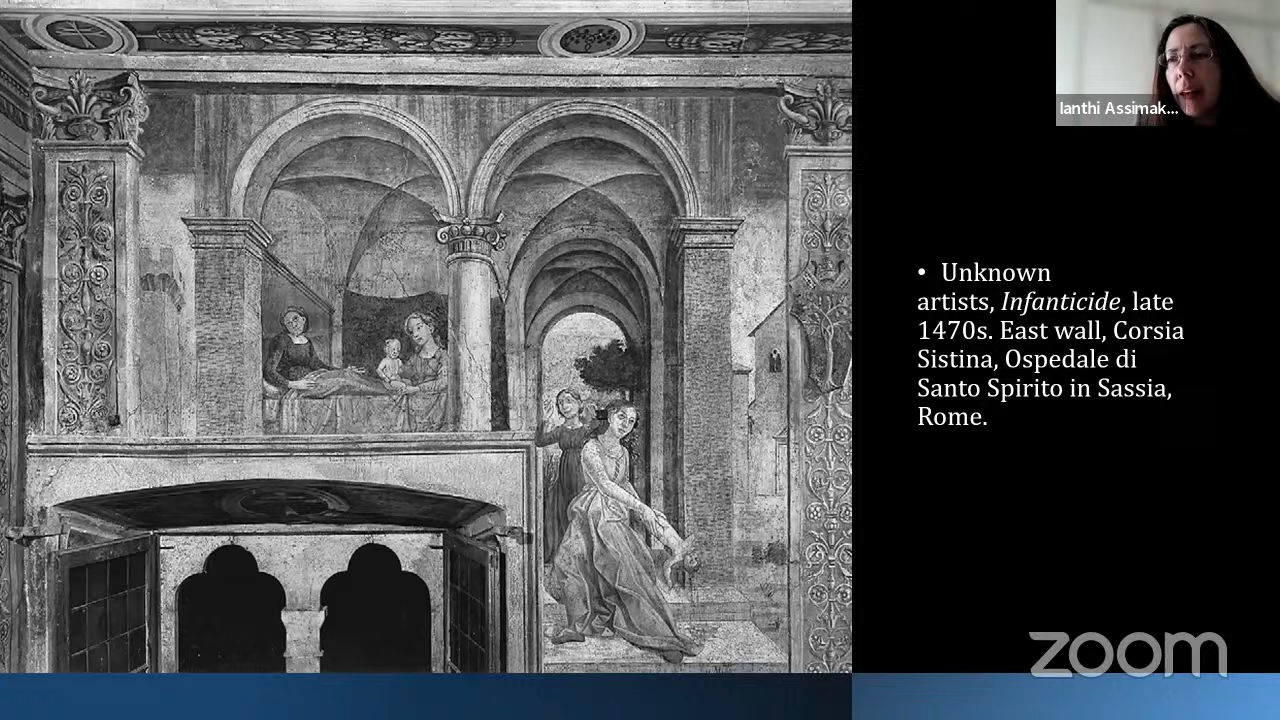 Ianthi Assimak...
• Unknown
artists, Infanticide, late
1470s. East wall, Corsia
Sistina, Ospedale di
Santo Spirito in Sassia,
Rome.
zoom